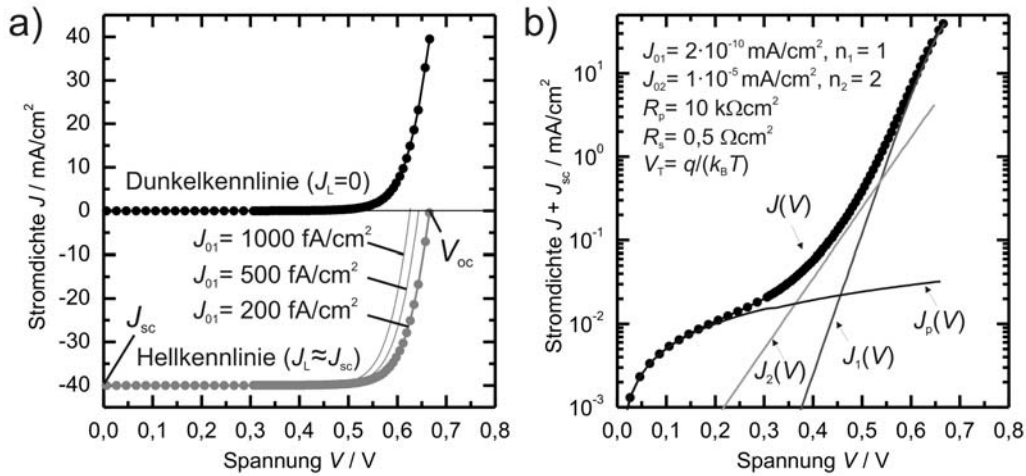 a)
Stromdichte J / mA/cm²
40
30
20
10
0
-10
-20
-30
-40
Dunkelkennlinie (J_L=0)
J_01= 1000 fA/cm²
J_01= 500 fA/cm²
J_01= 200 fA/cm²
V_oc
J_sc
Hellkennlinie (J_L≈J_sc)
0,0 0,1 0,2 0,3 0,4 0,5 0,6 0,7 0,8
Spannung V / V
b)
Stromdichte J + J_sc / mA/cm²
10¹
10⁰
10⁻¹
10⁻²
10⁻³
J_01= 2·10⁻¹⁰ mA/cm², n_1= 1
J_02= 1·10⁻⁵ mA/cm², n_2= 2
R_p= 10 kΩcm²
R_s= 0,5 Ωcm²
V_T= q/(k_BT)
J(V)
J_p(V)
J_2(V)
J_1(V)
0,0 0,1 0,2 0,3 0,4 0,5 0,6 0,7 0,8
Spannung V / V